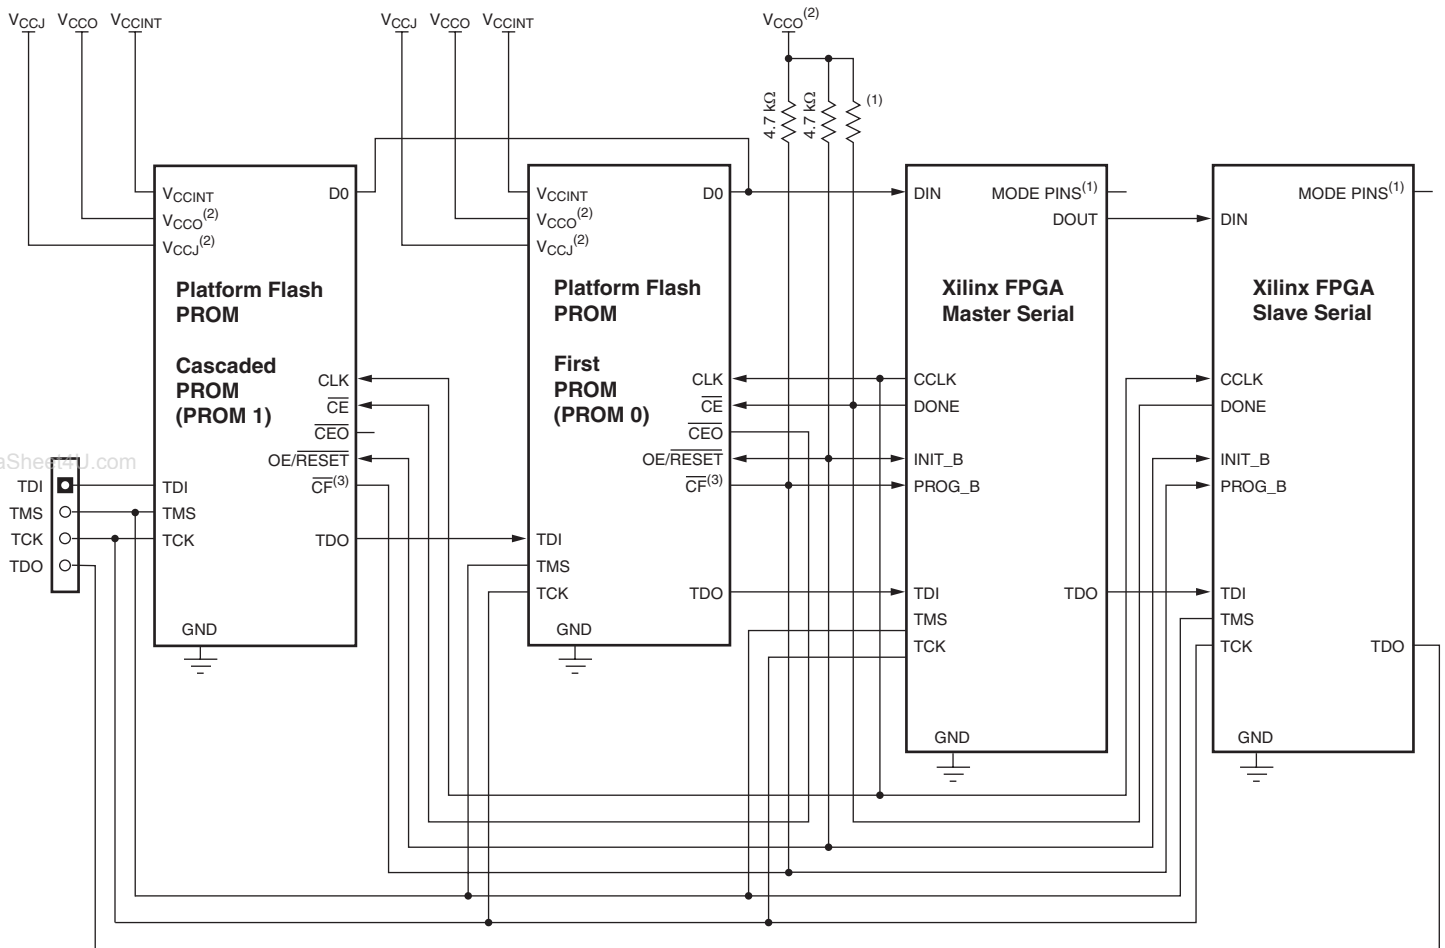 VCCJ VCCO VCCINT
VCCJ VCCO VCCINT
VCCO(2)
4.7 kΩ
4.7 kΩ
(1)
VCCINT
VCCO(2)
VCCJ(2)
D0
Platform Flash
PROM
Cascaded
PROM
(PROM 1)
CLK
CE
CEO
OE/RESET
CF(3)
TDI
TMS
TCK
TDO
GND
aSheet4U.com
TDI
TMS
TCK
TDO
VCCINT
VCCO(2)
VCCJ(2)
D0
Platform Flash
PROM
First
PROM
(PROM 0)
CLK
CE
CEO
OE/RESET
CF(3)
TDI
TMS
TCK
TDO
GND
DIN
MODE PINS(1)
DOUT
Xilinx FPGA
Master Serial
CCLK
DONE
INIT_B
PROG_B
TDI
TMS
TCK
TDO
GND
MODE PINS(1)
DIN
Xilinx FPGA
Slave Serial
CCLK
DONE
INIT_B
PROG_B
TDI
TMS
TCK
TDO
GND